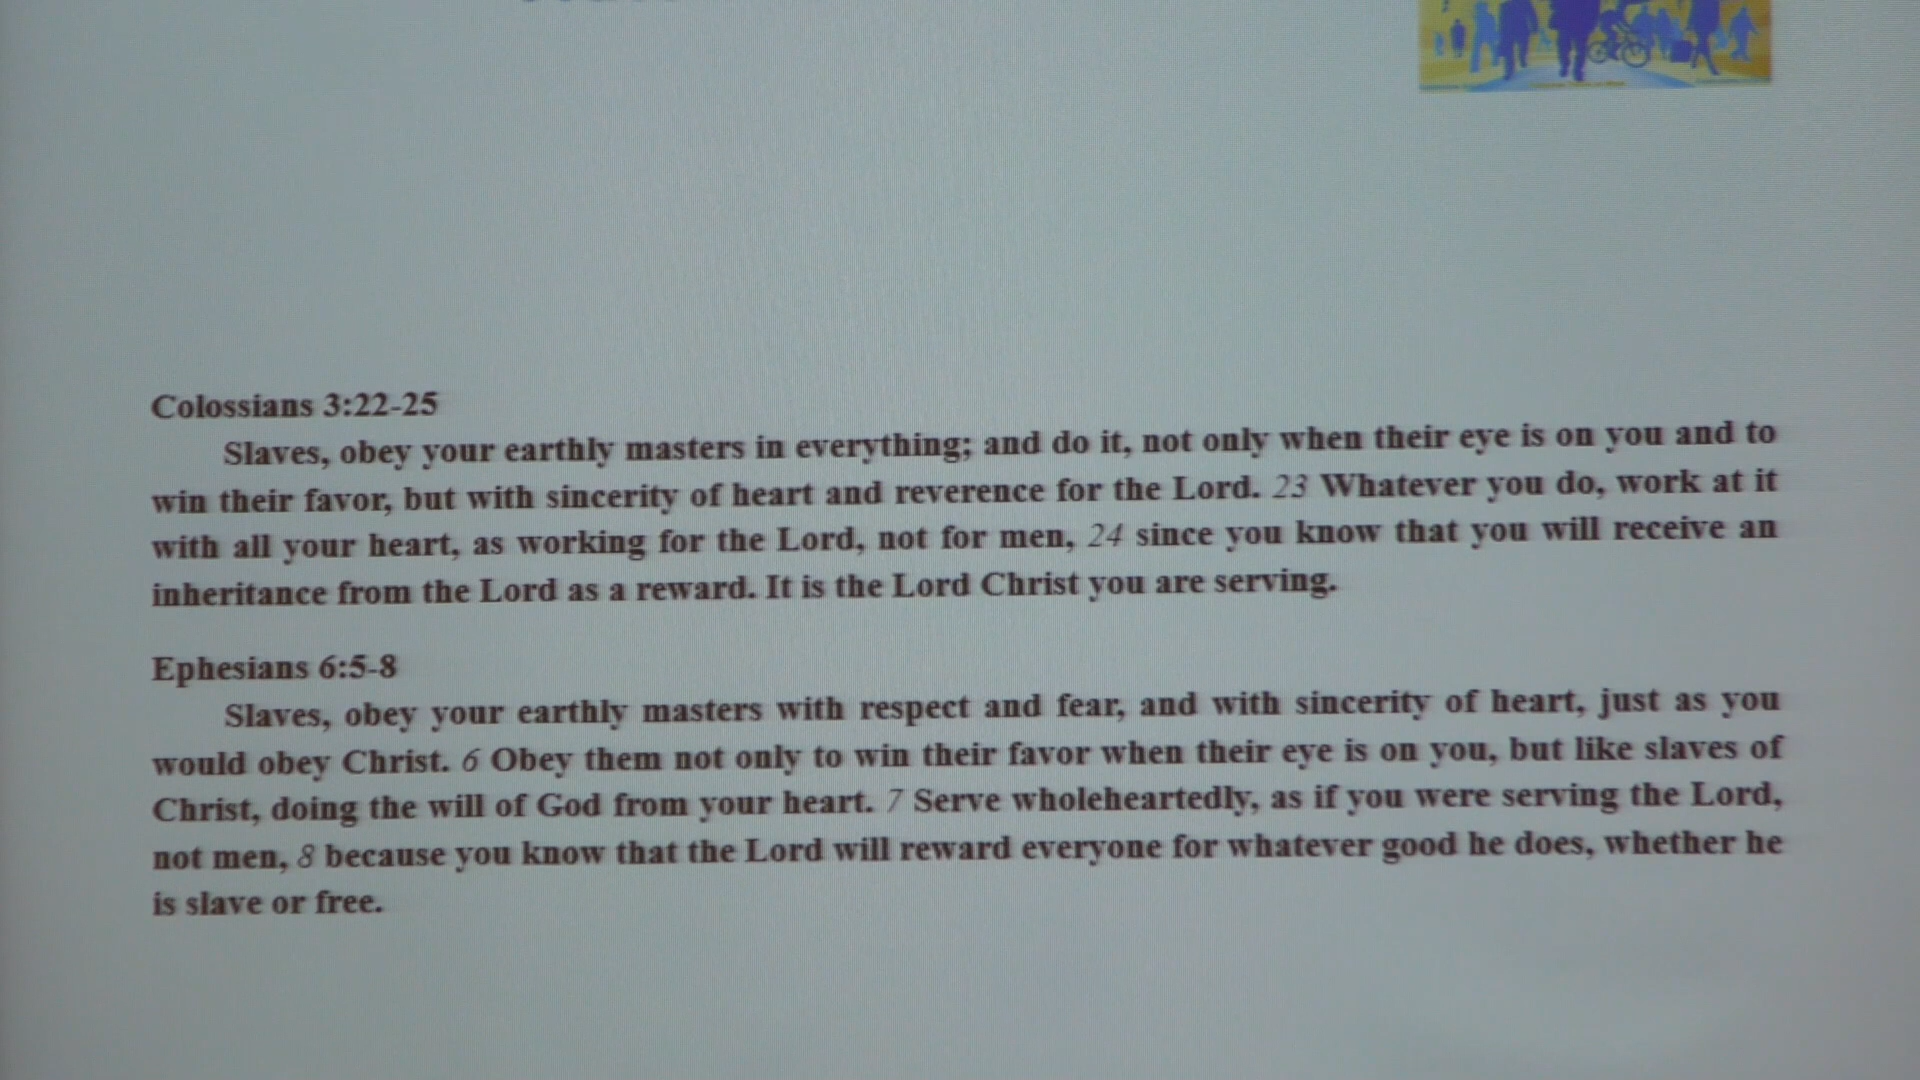 Colossians 3:22-25
Slaves, obey your earthly masters in everything; and do it, not only when their eye is on you and to
win their favor, but with sincerity of heart and reverence for the Lord. 23 Whatever you do, work at it
with all your heart, as working for the Lord, not for men, 24 since you know that you will receive an
inheritance from the Lord as a reward. It is the Lord Christ you are serving.
Ephesians 6:5-8
Slaves, obey your earthly masters with respect and fear, and with sincerity of heart, just as you
would obey Christ. 6 Obey them not only to win their favor when their eye is on you, but like slaves of
Christ, doing the will of God from your heart. 7 Serve wholeheartedly, as if you were serving the Lord,
not men, 8 because you know that the Lord will reward everyone for whatever good he does, whether he
is slave or free.